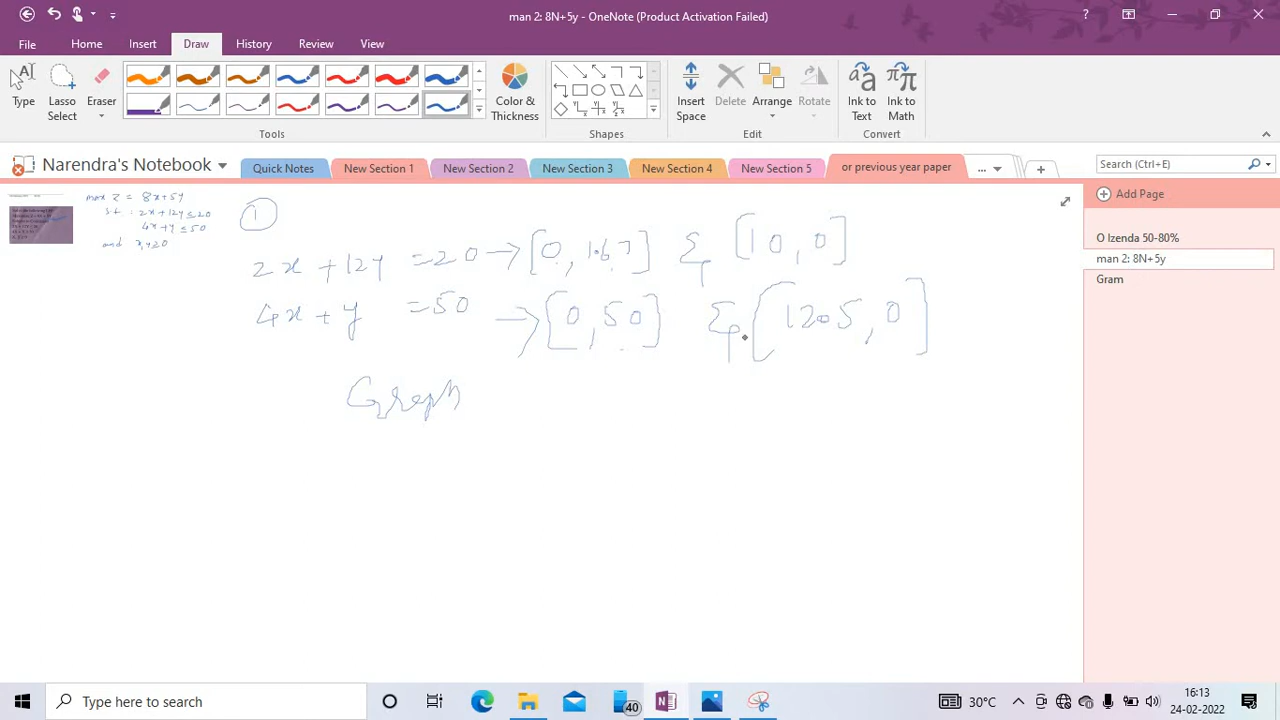 man 2: 8N+5y - OneNote (Product Activation Failed)
File Home Insert Draw History Review View
Type
Lasso Select
Eraser
Color & Thickness
Insert Space
Delete
Arrange
Rotate
Ink to Text
Ink to Math
Tools
Shapes
Edit
Convert
Narendra's Notebook
Quick Notes
New Section 1
New Section 2
New Section 3
New Section 4
New Section 5
or previous year paper
...
Search (Ctrl+E)
Add Page
O Izenda 50-80%
man 2: 8N+5y
Gram
max Z = 8x+5y
s.t : 2x+12y ≤ 20
4x+y ≤ 50
and x, y ≥ 0
1
2x + 12y = 20 → [0, 1.67] & [10, 0]
4x + y = 50 → [0, 50] & [12.5, 0]
Graph
Type here to search
40
30°C
16:13
24-02-2022